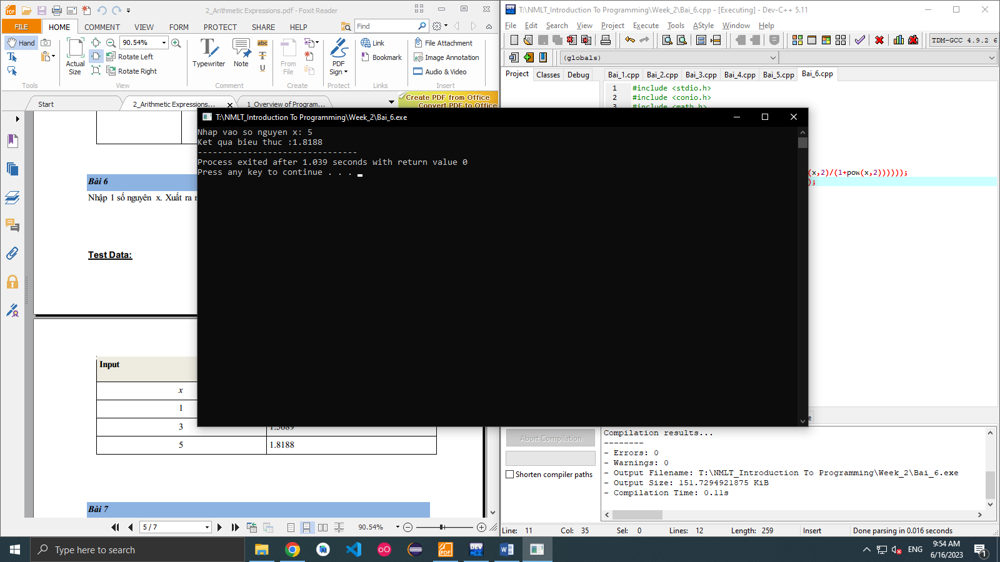 2_Arithmetic Expressions.pdf - Foxit Reader
FILE HOME COMMENT VIEW FORM PROTECT SHARE HELP Find
Hand 90.54%
Rotate Left
Rotate Right
Actual Size
Typewriter Note
From File
PDF Sign
Link
Bookmark
File Attachment
Image Annotation
Audio & Video
Tools View Comment Create Protect Links Insert
Start 2_Arithmetic Expressions... 1_Overview of Program...
Create PDF from Office
Convert PDF to Office
Bài 6
Nhập 1 số nguyên x. Xuất ra
Test Data:
Input
x
1
3
5 1.8188
Bài 7
5 / 7 90.54%
T:\NMLT_Introduction To Programming\Week_2\Bai_6.cpp - [Executing] - Dev-C++ 5.11
File Edit Search View Project Execute Tools AStyle Window Help
TDM-GCC 4.9.2 6
(globals)
Project Classes Debug
Bai_1.cpp Bai_2.cpp Bai_3.cpp Bai_4.cpp Bai_5.cpp Bai_6.cpp
1 #include <stdio.h>
2 #include <conio.h>
3 #include <math.h>
(x,2)/(1+pow(x,2))))));
);
T:\NMLT_Introduction To Programming\Week_2\Bai_6.exe
Nhap vao so nguyen x: 5
Ket qua bieu thuc :1.8188
--------------------------------
Process exited after 1.039 seconds with return value 0
Press any key to continue . . .
Abort Compilation
Shorten compiler paths
Compilation results...
--------
- Errors: 0
- Warnings: 0
- Output Filename: T:\NMLT_Introduction To Programming\Week_2\Bai_6.exe
- Output Size: 151.7294921875 KiB
- Compilation Time: 0.11s
Line: 11 Col: 35 Sel: 0 Lines: 12 Length: 259 Insert Done parsing in 0.016 seconds
Type here to search
ENG
9:54 AM
6/16/2023
1